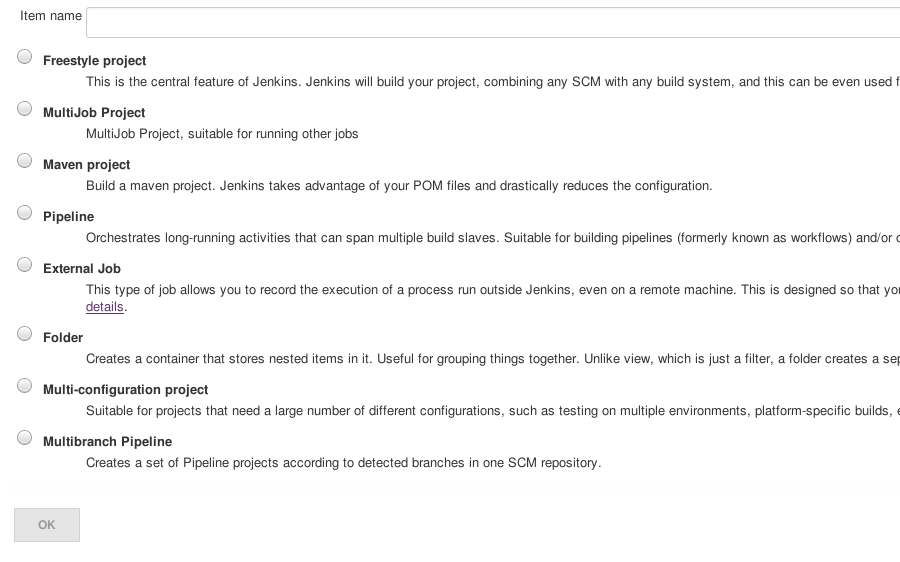 Item name
Freestyle project
This is the central feature of Jenkins. Jenkins will build your project, combining any SCM with any build system, and this can be even used f
MultiJob Project
MultiJob Project, suitable for running other jobs
Maven project
Build a maven project. Jenkins takes advantage of your POM files and drastically reduces the configuration.
Pipeline
Orchestrates long-running activities that can span multiple build slaves. Suitable for building pipelines (formerly known as workflows) and/or
External Job
This type of job allows you to record the execution of a process run outside Jenkins, even on a remote machine. This is designed so that you
details.
Folder
Creates a container that stores nested items in it. Useful for grouping things together. Unlike view, which is just a filter, a folder creates a sep
Multi-configuration project
Suitable for projects that need a large number of different configurations, such as testing on multiple environments, platform-specific builds, e
Multibranch Pipeline
Creates a set of Pipeline projects according to detected branches in one SCM repository.
OK